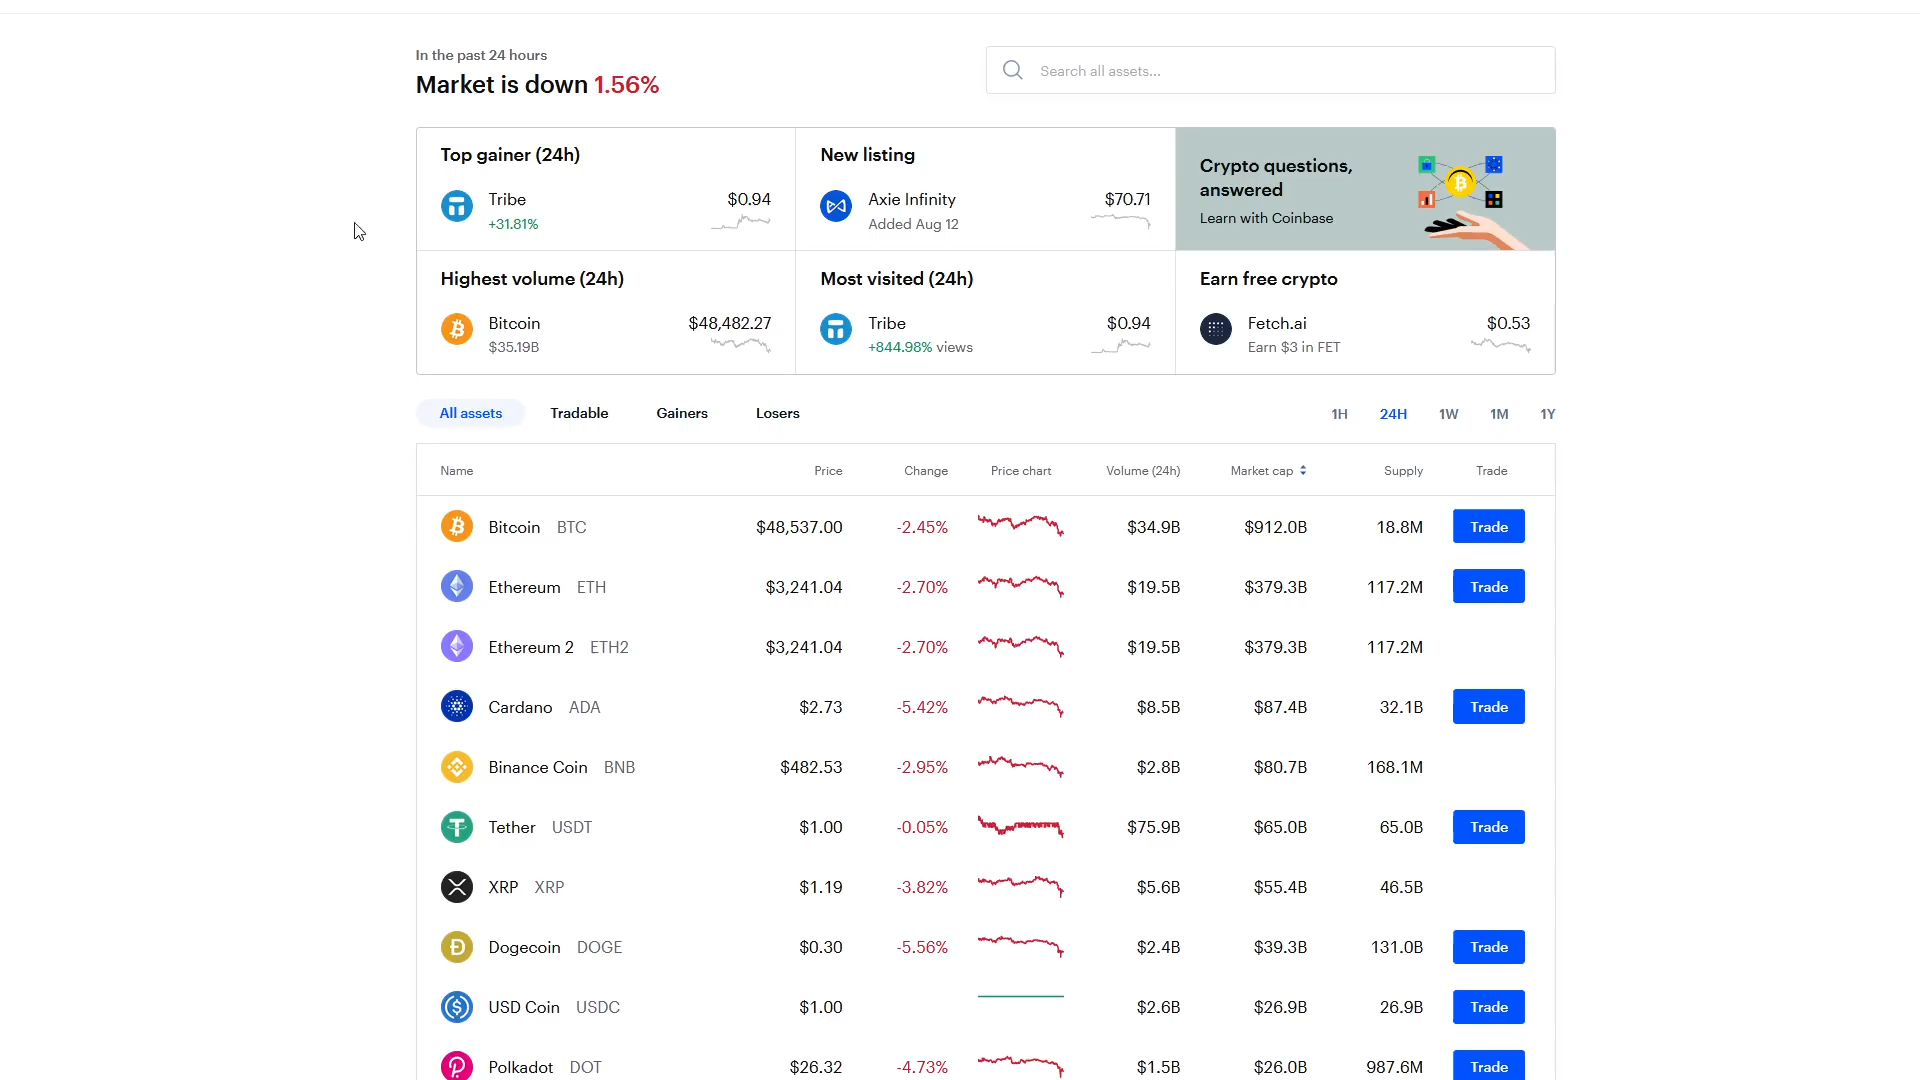 In the past 24 hours
Market is down 1.56%
Search all assets...
Top gainer (24h)
Tribe $0.94
+31.81%
New listing
Axie Infinity $70.71
Added Aug 12
Crypto questions,
answered
Learn with Coinbase
Highest volume (24h)
Bitcoin $48,482.27
$35.19B
Most visited (24h)
Tribe $0.94
+844.98% views
Earn free crypto
Fetch.ai $0.53
Earn $3 in FET
All assets Tradable Gainers Losers 1H 24H 1W 1M 1Y
Name Price Change Price chart Volume (24h) Market cap Supply Trade
Bitcoin BTC $48,537.00 -2.45% $34.9B $912.0B 18.8M Trade
Ethereum ETH $3,241.04 -2.70% $19.5B $379.3B 117.2M Trade
Ethereum 2 ETH2 $3,241.04 -2.70% $19.5B $379.3B 117.2M
Cardano ADA $2.73 -5.42% $8.5B $87.4B 32.1B Trade
Binance Coin BNB $482.53 -2.95% $2.8B $80.7B 168.1M
Tether USDT $1.00 -0.05% $75.9B $65.0B 65.0B Trade
XRP XRP $1.19 -3.82% $5.6B $55.4B 46.5B
Dogecoin DOGE $0.30 -5.56% $2.4B $39.3B 131.0B Trade
USD Coin USDC $1.00 $2.6B $26.9B 26.9B Trade
Polkadot DOT $26.32 -4.73% $1.5B $26.0B 987.6M Trade